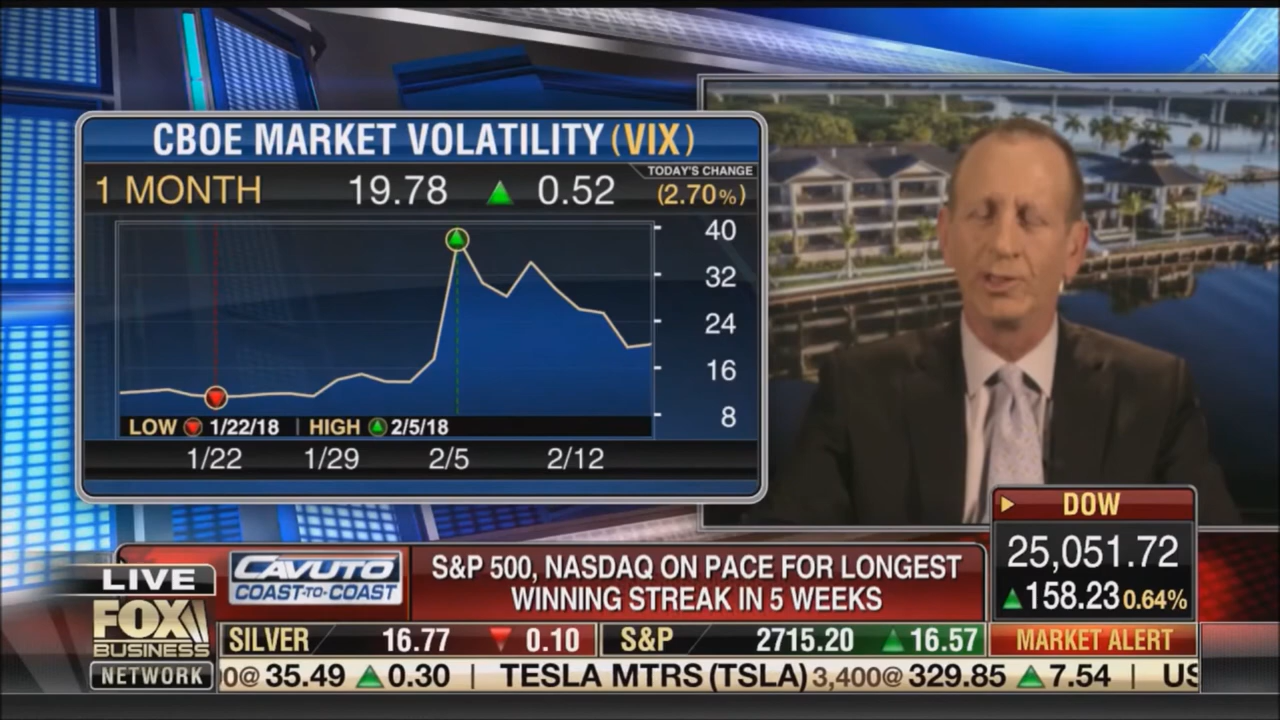 CBOE MARKET VOLATILITY (VIX)
TODAY'S CHANGE
1 MONTH 19.78 ▲ 0.52 (2.70%)
40
32
24
16
8
LOW ▼ 1/22/18 | HIGH ▲ 2/5/18
1/22 1/29 2/5 2/12
DOW
25,051.72
▲ 158.23 0.64%
MARKET ALERT
LIVE
FOX
BUSINESS
NETWORK
CAVUTO
COAST-TO-COAST
S&P 500, NASDAQ ON PACE FOR LONGEST
WINNING STREAK IN 5 WEEKS
SILVER 16.77 ▼ 0.10 S&P 2715.20 ▲ 16.57
0@ 35.49 ▲ 0.30 | TESLA MTRS (TSLA) 3,400@ 329.85 ▲ 7.54 | US